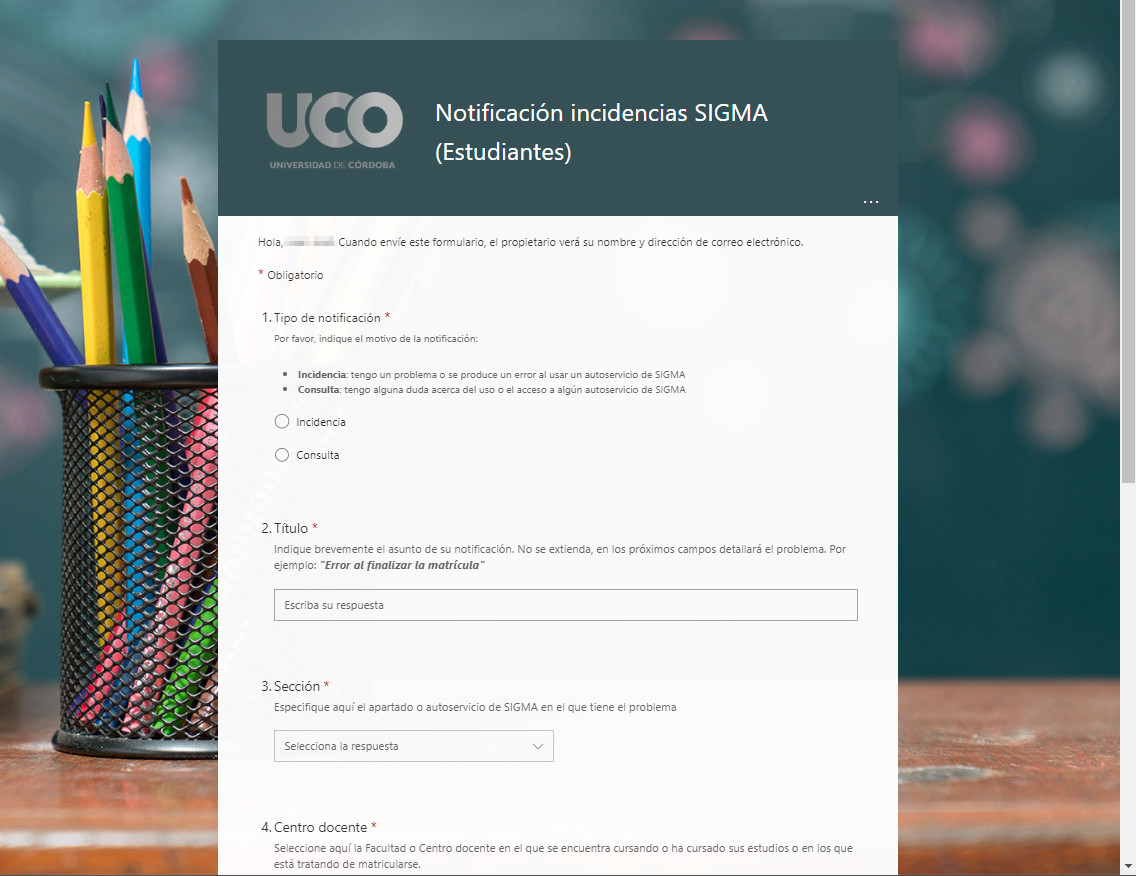 UCO
UNIVERSIDAD DE CÓRDOBA
Notificación incidencias SIGMA
(Estudiantes)
...
Hola, Cuando envíe este formulario, el propietario verá su nombre y dirección de correo electrónico.
* Obligatorio
1. Tipo de notificación *
Por favor, indique el motivo de la notificación:
• Incidencia: tengo un problema o se produce un error al usar un autoservicio de SIGMA
• Consulta: tengo alguna duda acerca del uso o el acceso a algún autoservicio de SIGMA
Incidencia
Consulta
2. Título *
Indique brevemente el asunto de su notificación. No se extienda, en los próximos campos detallará el problema. Por
ejemplo: "Error al finalizar la matrícula"
Escriba su respuesta
3. Sección *
Especifique aquí el apartado o autoservicio de SIGMA en el que tiene el problema
Selecciona la respuesta
4. Centro docente *
Seleccione aquí la Facultad o Centro docente en el que se encuentra cursando o ha cursado sus estudios o en los que
está tratando de matricularse.